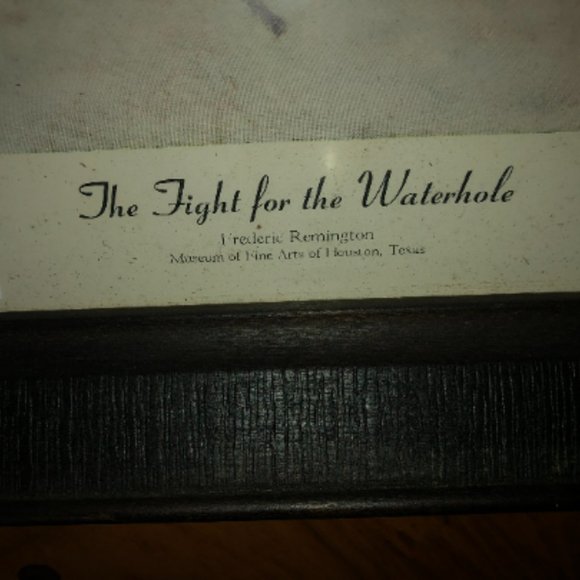 The Fight for the Waterhole
Frederic Remington
Museum of Fine Arts of Houston, Texas